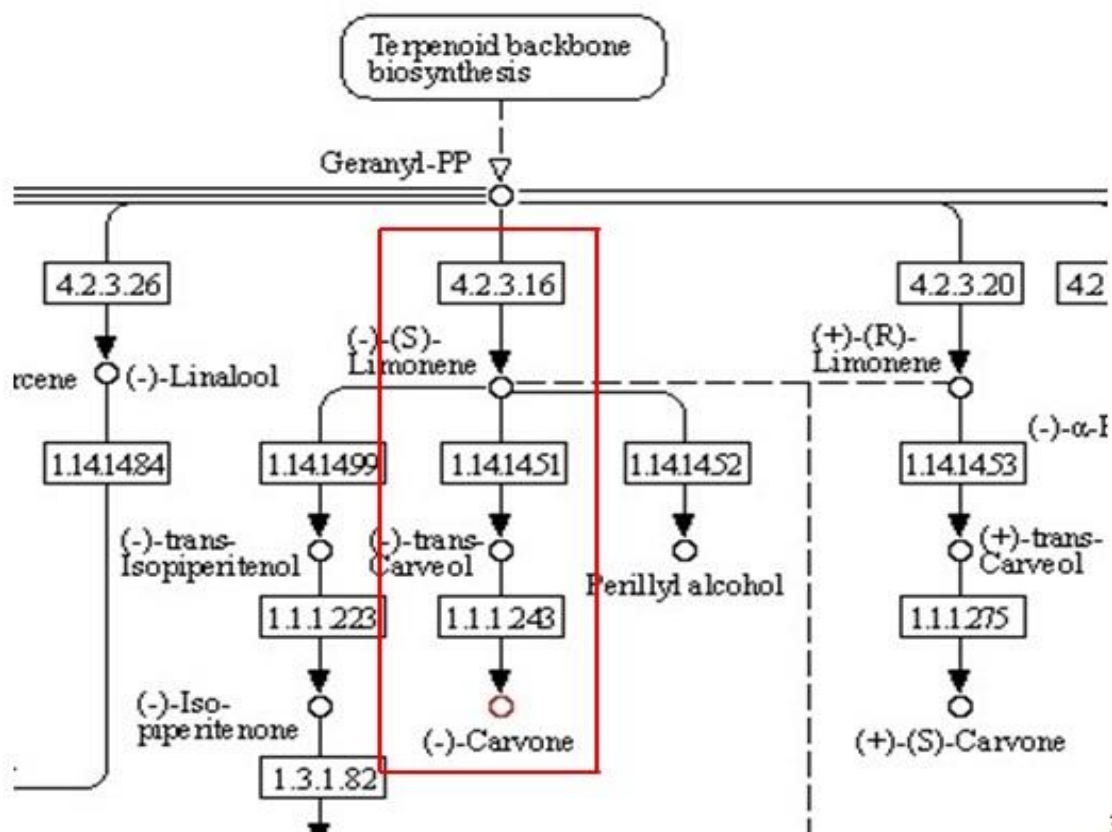 Terpenoid backbone
biosynthesis
Geranyl-PP
4.2.3.26
4.2.3.16
4.2.3.20
4.2
(-)-(S)-
Limonene
(+)-(R)-
Limonene
rcene
(-)-Linalool
(-)-α-
1.14.14.84
1.14.14.99
1.14.14.51
1.14.14.52
1.14.14.53
(-)-trans-
Isopiperitenol
(-)-trans-
Carveol
Perillyl alcohol
(+)-trans-
Carveol
1.1.1.223
1.1.1.243
1.1.1.275
(-)-Iso-
piperitenone
(-)-Carvone
(+)-(S)-Carvone
1.3.1.82